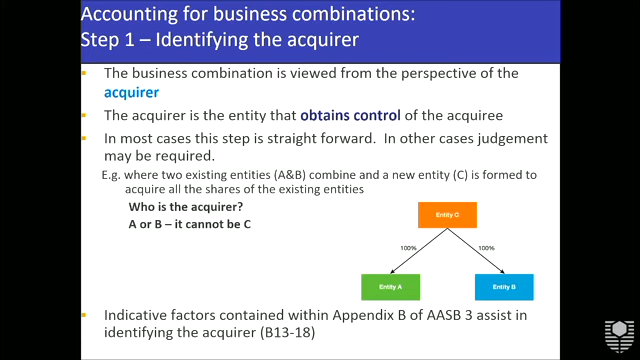 Accounting for business combinations:
Step 1 – Identifying the acquirer
The business combination is viewed from the perspective of the
acquirer
The acquirer is the entity that obtains control of the acquiree
In most cases this step is straight forward. In other cases judgement
may be required.
E.g. where two existing entities (A&B) combine and a new entity (C) is formed to
acquire all the shares of the existing entities
Who is the acquirer?
A or B – it cannot be C
Entity C
100%
100%
Entity A
Entity B
Indicative factors contained within Appendix B of AASB 3 assist in
identifying the acquirer (B13-18)